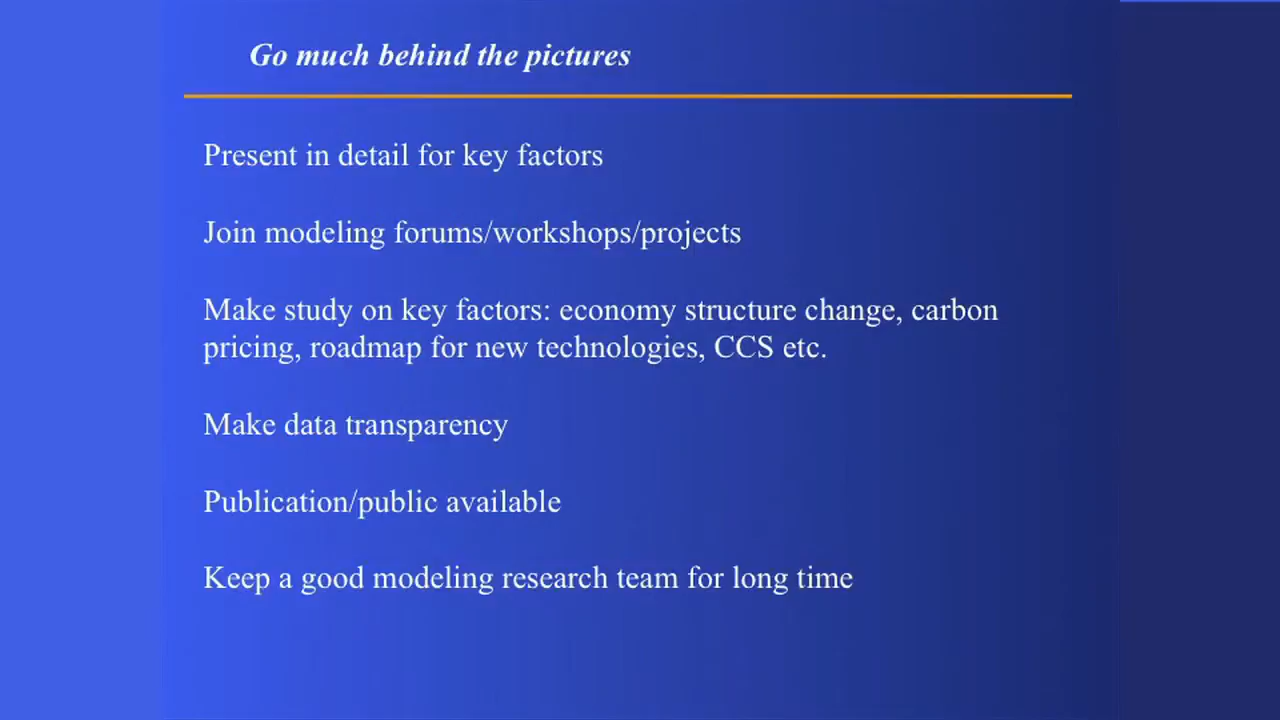 Go much behind the pictures
Present in detail for key factors
Join modeling forums/workshops/projects
Make study on key factors: economy structure change, carbon
pricing, roadmap for new technologies, CCS etc.
Make data transparency
Publication/public available
Keep a good modeling research team for long time